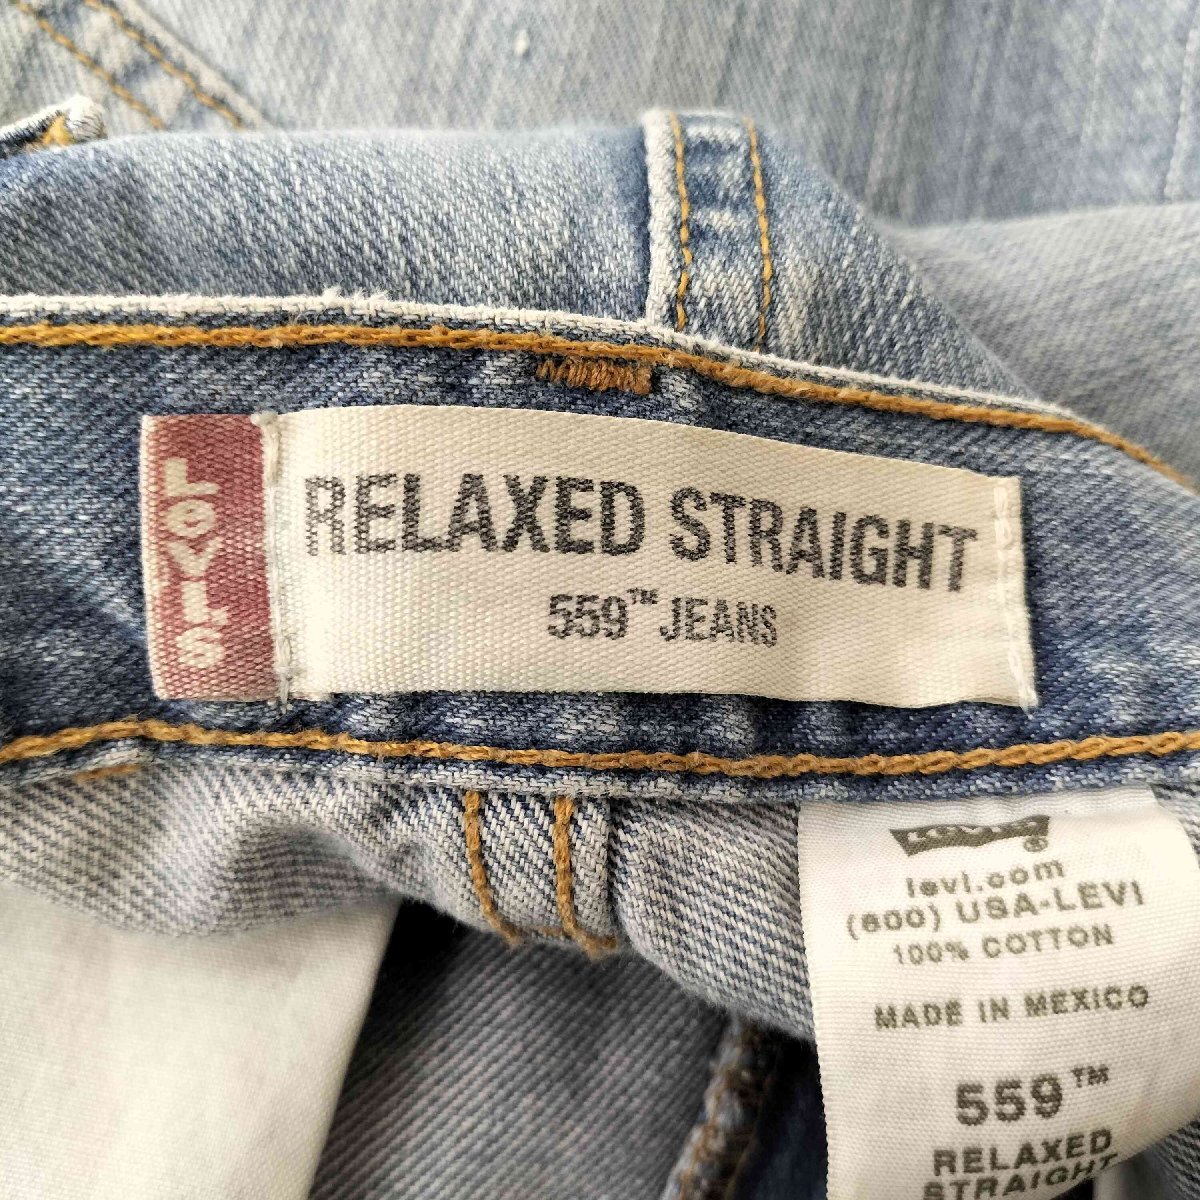 LEVI'S
RELAXED STRAIGHT
559™ JEANS
LEVI'S
®
levi.com
(800) USA-LEVI
100% COTTON
MADE IN MEXICO
559™
RELAXED
STRAIGHT